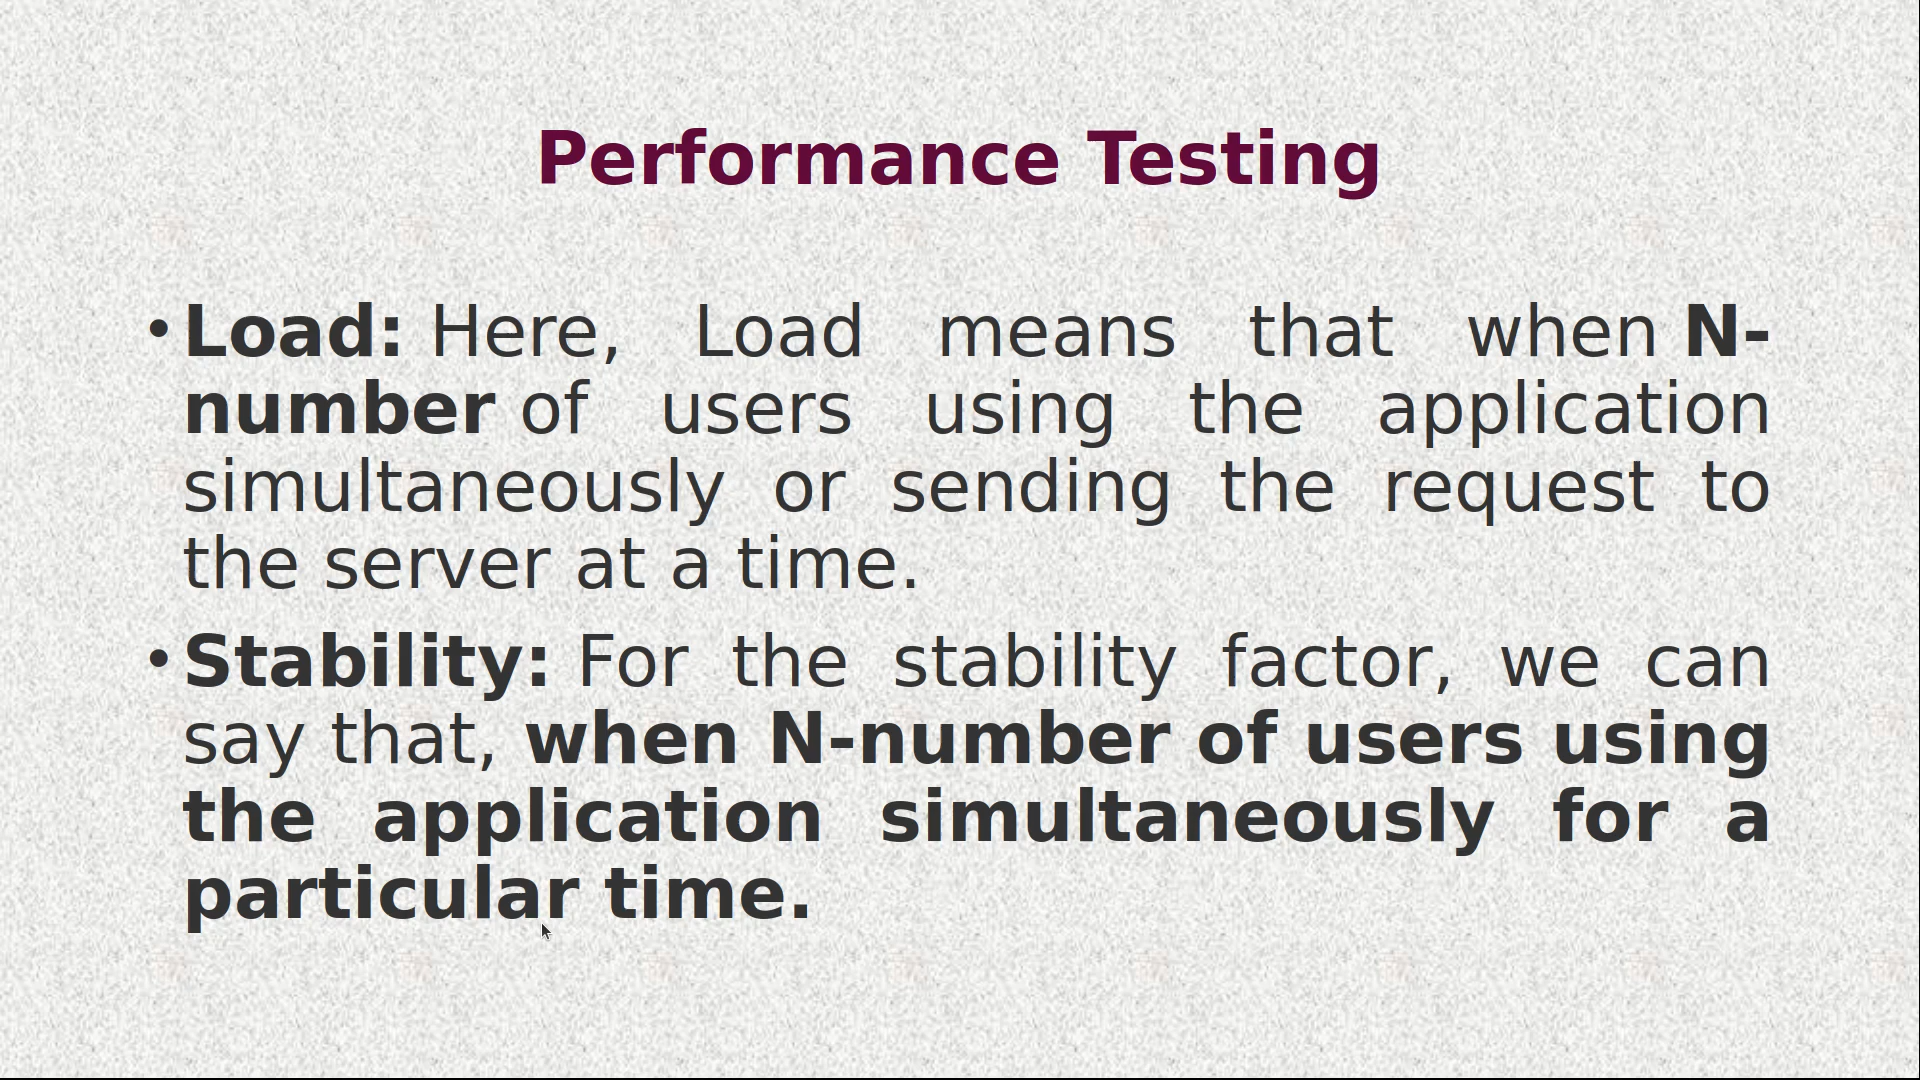 Performance Testing
• Load: Here, Load means that when N-
number of users using the application
simultaneously or sending the request to
the server at a time.
• Stability: For the stability factor, we can
say that, when N-number of users using
the application simultaneously for a
particular time.